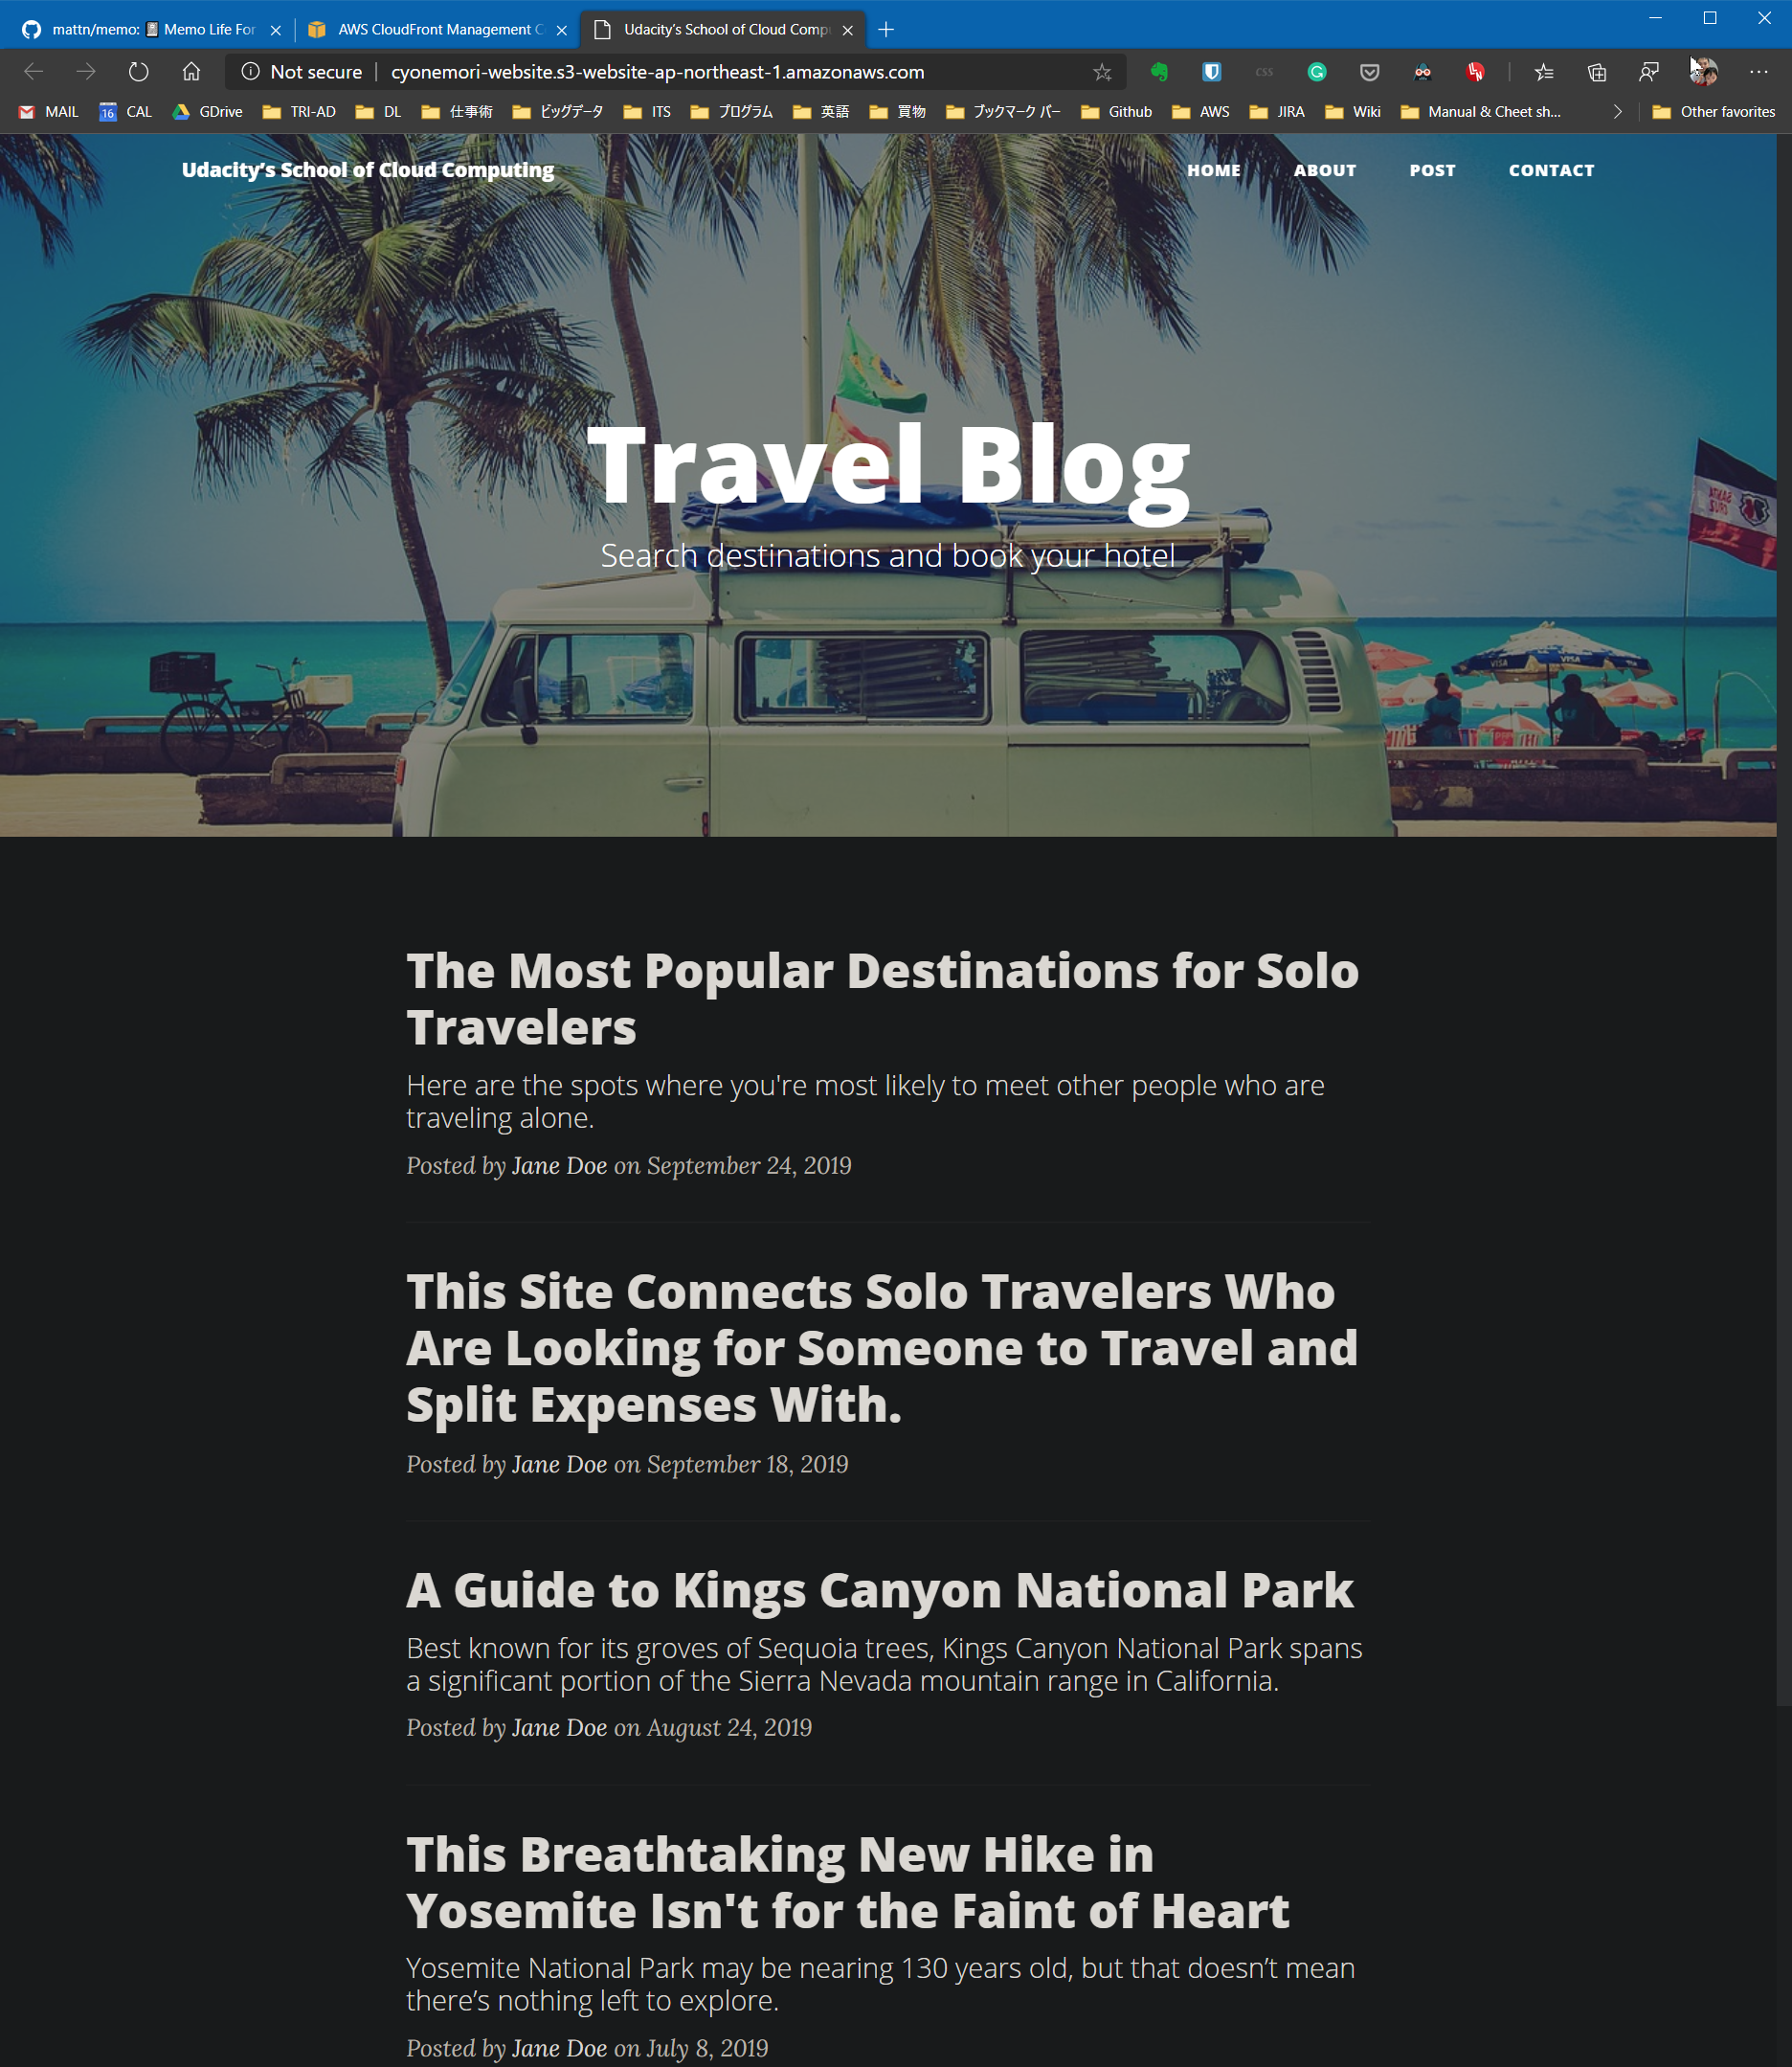 mattn/memo: Memo Life For
AWS CloudFront Management C
Udacity's School of Cloud Compu
Not secure
cyonemori-website.s3-website-ap-northeast-1.amazonaws.com
CSS
MAIL
16
CAL
GDrive
TRI-AD
DL
仕事術
ビッグデータ
ITS
プログラム
英語
買物
ブックマーク バー
Github
AWS
JIRA
Wiki
Manual & Cheet sh...
Other favorites
Udacity’s School of Cloud Computing
HOME
ABOUT
POST
CONTACT
Travel Blog
Search destinations and book your hotel
SANTA
CRUZ
VISA
VISA
The Most Popular Destinations for Solo
Travelers
Here are the spots where you're most likely to meet other people who are
traveling alone.
Posted by Jane Doe on September 24, 2019
This Site Connects Solo Travelers Who
Are Looking for Someone to Travel and
Split Expenses With.
Posted by Jane Doe on September 18, 2019
A Guide to Kings Canyon National Park
Best known for its groves of Sequoia trees, Kings Canyon National Park spans
a significant portion of the Sierra Nevada mountain range in California.
Posted by Jane Doe on August 24, 2019
This Breathtaking New Hike in
Yosemite Isn't for the Faint of Heart
Yosemite National Park may be nearing 130 years old, but that doesn’t mean
there’s nothing left to explore.
Posted by Jane Doe on July 8, 2019